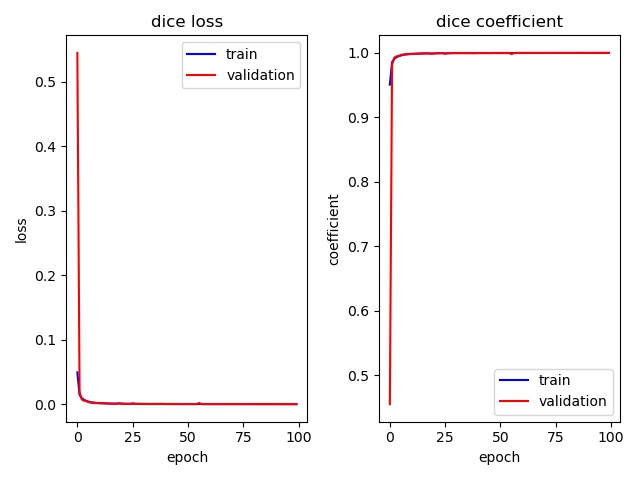 dice loss
train
validation
0.5
0.4
0.3
0.2
0.1
0.0
loss
0 25 50 75 100
epoch
dice coefficient
1.0
0.9
0.8
0.7
0.6
0.5
coefficient
train
validation
0 25 50 75 100
epoch